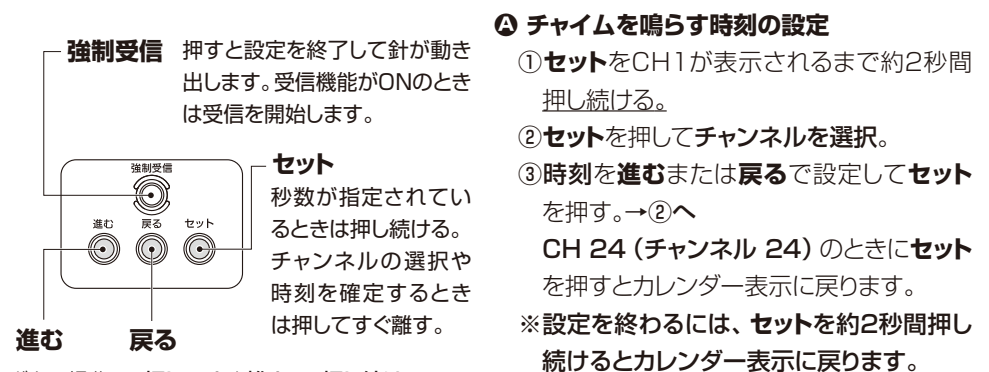 強制受信 押すと設定を終了して針が動き
出します。受信機能がONのとき
は受信を開始します。
強制受信
進む 戻る セット
セット
秒数が指定されてい
るときは押し続ける。
チャンネルの選択や
時刻を確定するとき
は押してすぐ離す。
進む 戻る
Ⓐ チャイムを鳴らす時刻の設定
①セットをCH1が表示されるまで約2秒間
押し続ける。
②セットを押してチャンネルを選択。
③時刻を進むまたは戻るで設定してセット
を押す。→②へ
CH 24（チャンネル 24）のときにセット
を押すとカレンダー表示に戻ります。
※設定を終わるには、セットを約2秒間押し
続けるとカレンダー表示に戻ります。